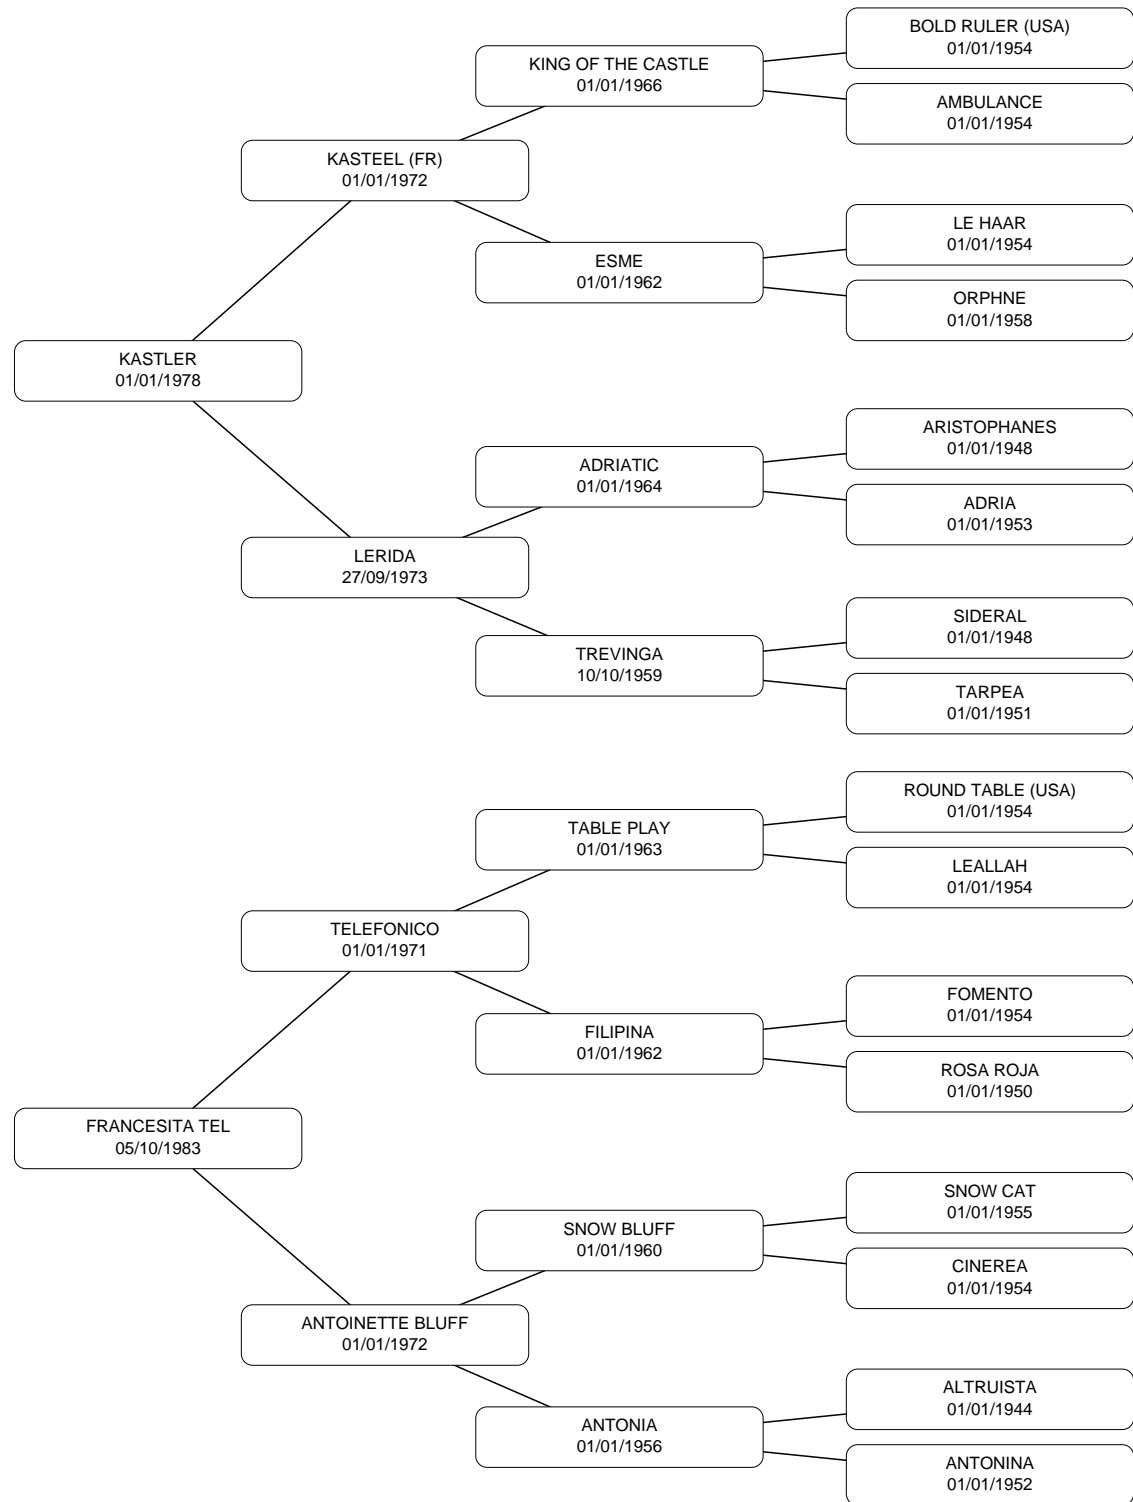 BOLD RULER (USA)
01/01/1954
KING OF THE CASTLE
01/01/1966
AMBULANCE
01/01/1954
KASTEEL (FR)
01/01/1972
LE HAAR
01/01/1954
ESME
01/01/1962
ORPHNE
01/01/1958
KASTLER
01/01/1978
ARISTOPHANES
01/01/1948
ADRIATIC
01/01/1964
ADRIA
01/01/1953
LERIDA
27/09/1973
SIDERAL
01/01/1948
TREVINGA
10/10/1959
TARPEA
01/01/1951
ROUND TABLE (USA)
01/01/1954
TABLE PLAY
01/01/1963
LEALLAH
01/01/1954
TELEFONICO
01/01/1971
FOMENTO
01/01/1954
FILIPINA
01/01/1962
ROSA ROJA
01/01/1950
FRANCESITA TEL
05/10/1983
SNOW CAT
01/01/1955
SNOW BLUFF
01/01/1960
CINEREA
01/01/1954
ANTOINETTE BLUFF
01/01/1972
ALTRUISTA
01/01/1944
ANTONIA
01/01/1956
ANTONINA
01/01/1952